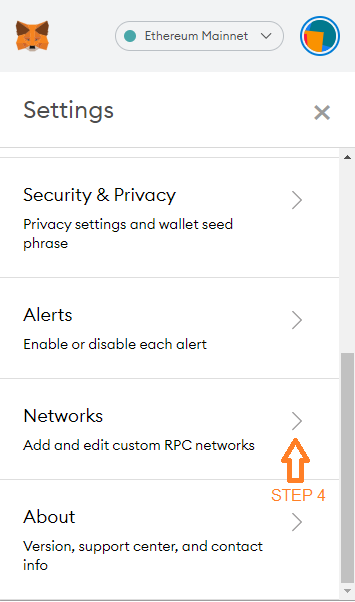 Ethereum Mainnet
Settings
Security & Privacy
Privacy settings and wallet seed
phrase
Alerts
Enable or disable each alert
Networks
Add and edit custom RPC networks
STEP 4
About
Version, support center, and contact
info